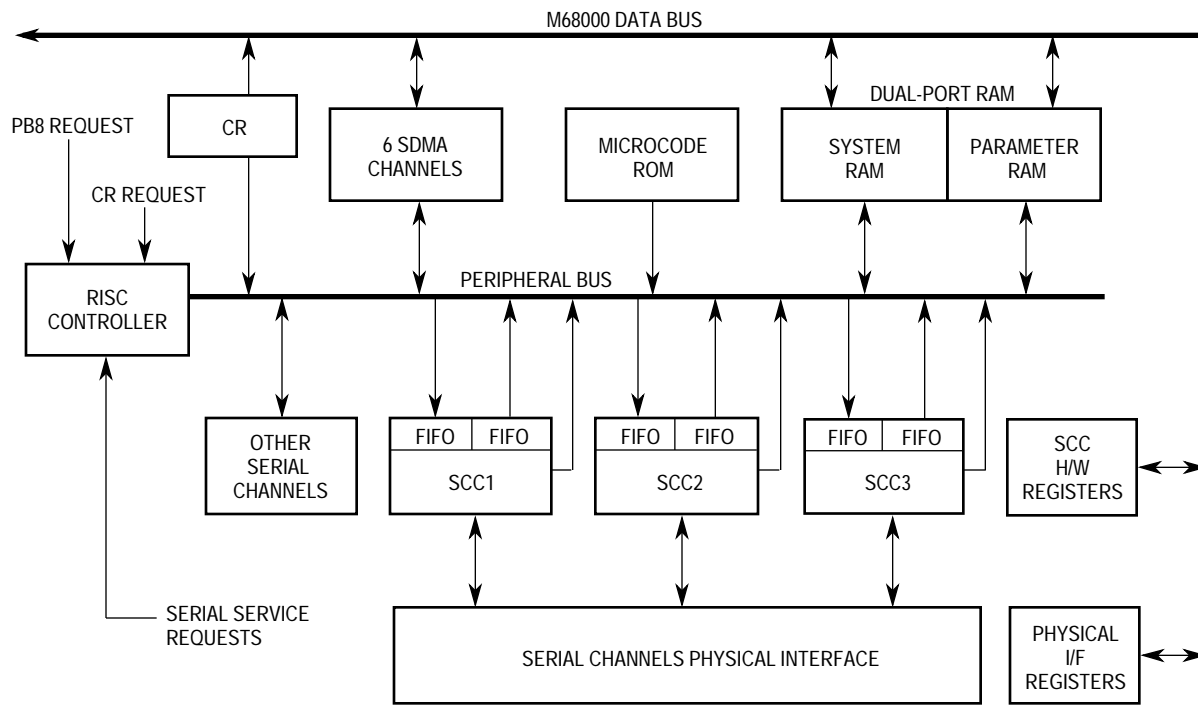 M68000 DATA BUS
DUAL-PORT RAM
PB8 REQUEST
CR
6 SDMA
CHANNELS
MICROCODE
ROM
SYSTEM
RAM
PARAMETER
RAM
CR REQUEST
PERIPHERAL BUS
RISC
CONTROLLER
OTHER
SERIAL
CHANNELS
FIFO FIFO
SCC1
FIFO FIFO
SCC2
FIFO FIFO
SCC3
SCC
H/W
REGISTERS
SERIAL SERVICE
REQUESTS
SERIAL CHANNELS PHYSICAL INTERFACE
PHYSICAL
I/F
REGISTERS